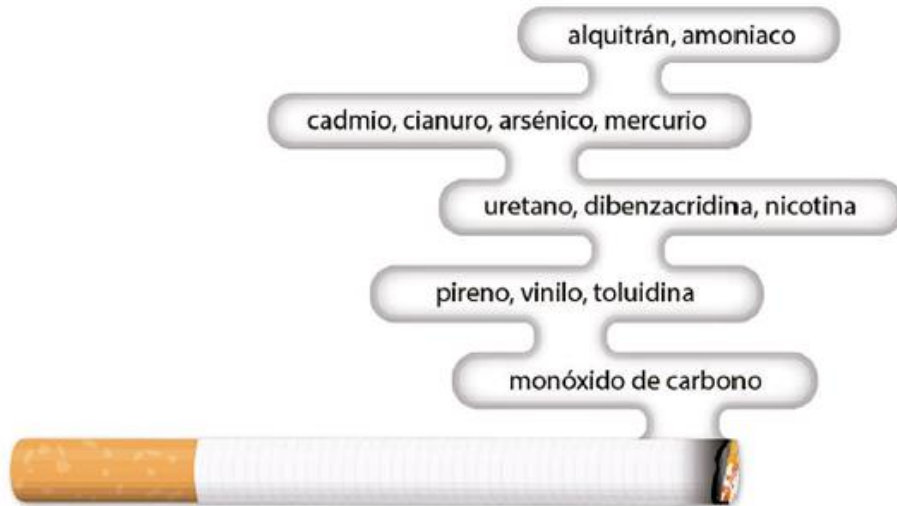 alquitrán, amoniaco
cadmio, cianuro, arsénico, mercurio
uretano, dibenzacridina, nicotina
pireno, vinilo, toluidina
monóxido de carbono